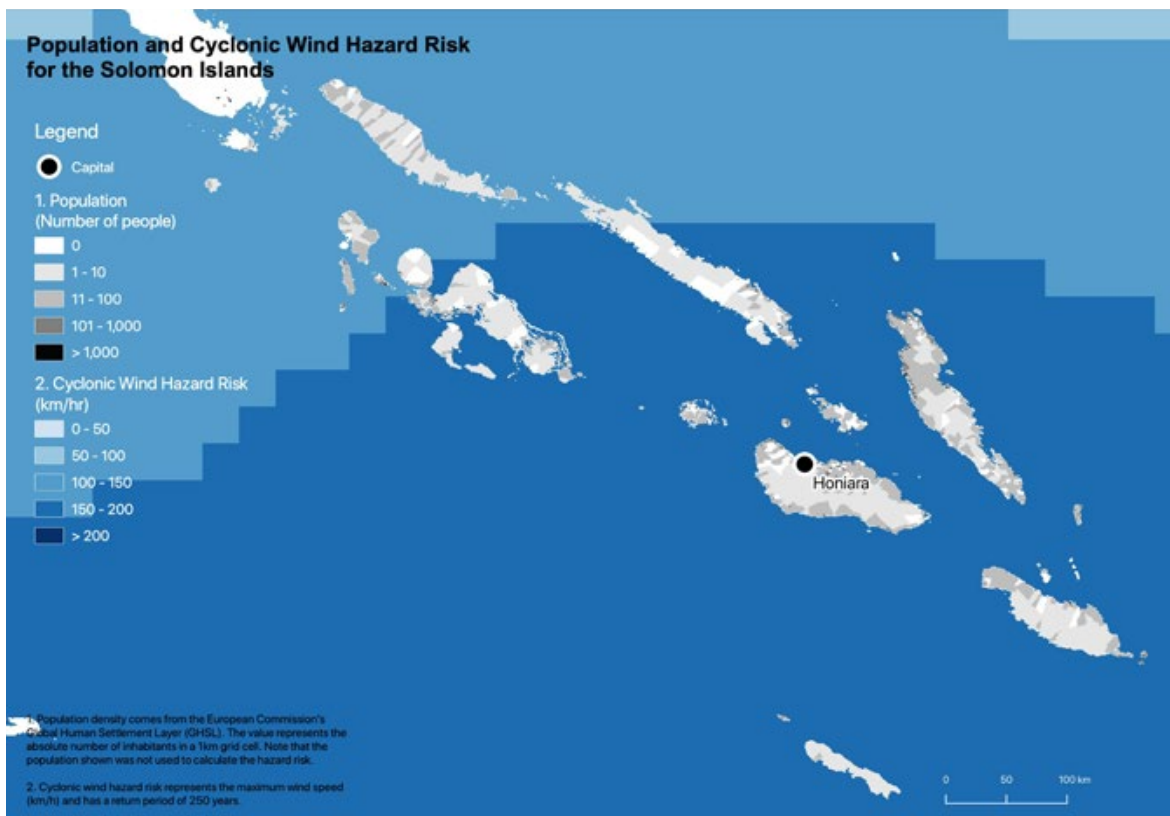 Population and Cyclonic Wind Hazard Risk
for the Solomon Islands
Legend
Capital
1. Population
(Number of people)
0
1 - 10
11 - 100
101 - 1,000
> 1,000
2. Cyclonic Wind Hazard Risk
(km/hr)
0 - 50
50 - 100
100 - 150
150 - 200
> 200
Honiara
1. Population density comes from the European Commission's
Global Human Settlement Layer (GHSL). The value represents the
absolute number of inhabitants in a 1km grid cell. Note that the
population shown was not used to calculate the hazard risk.
2. Cyclonic wind hazard risk represents the maximum wind speed
(km/h) and has a return period of 250 years.
0 50 100 km